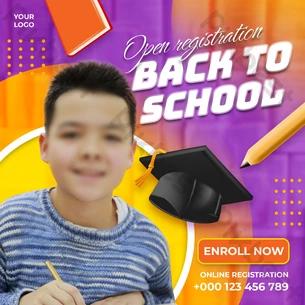 YOUR
LOGO
Open registration
BACK TO
SCHOOL
ENROLL NOW
ONLINE REGISTRATION
+000 123 456 789